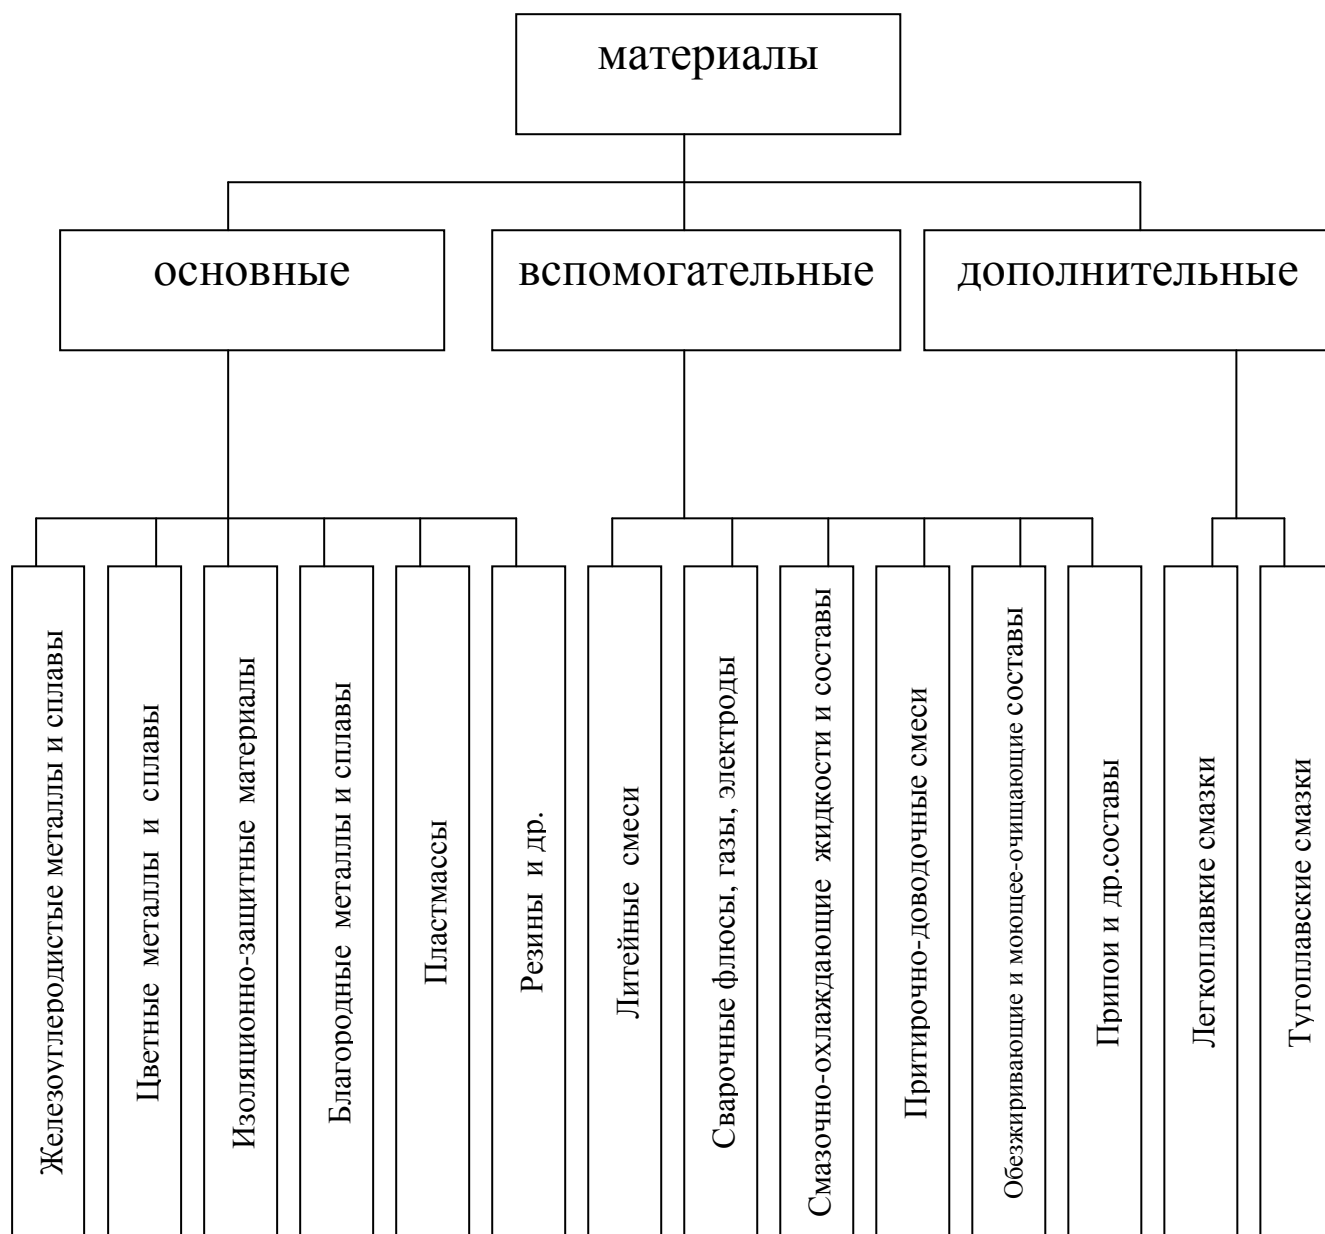 материалы
основные
вспомогательные
дополнительные
Железоуглеродистые металлы и сплавы
Цветные металлы и сплавы
Изоляционно-защитные материалы
Благородные металлы и сплавы
Пластмассы
Резины и др.
Литейные смеси
Сварочные флюсы, газы, электроды
Смазочно-охлаждающие жидкости и составы
Притирочно-доводочные смеси
Обезжиривающие и моющее-очищающие составы
Припои и др.составы
Легкоплавкие смазки
Тугоплавские смазки